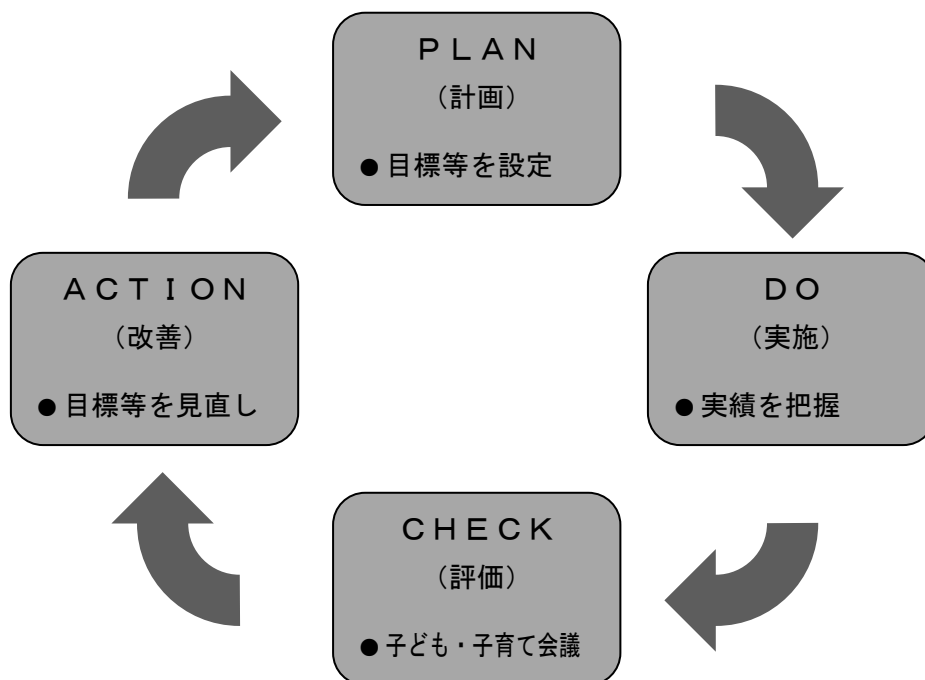 ＰＬＡＮ
（計画）
● 目標等を設定
ＤＯ
（実施）
● 実績を把握
ＣＨＥＣＫ
（評価）
● 子ども・子育て会議
ＡＣＴＩＯＮ
（改善）
● 目標等を見直し